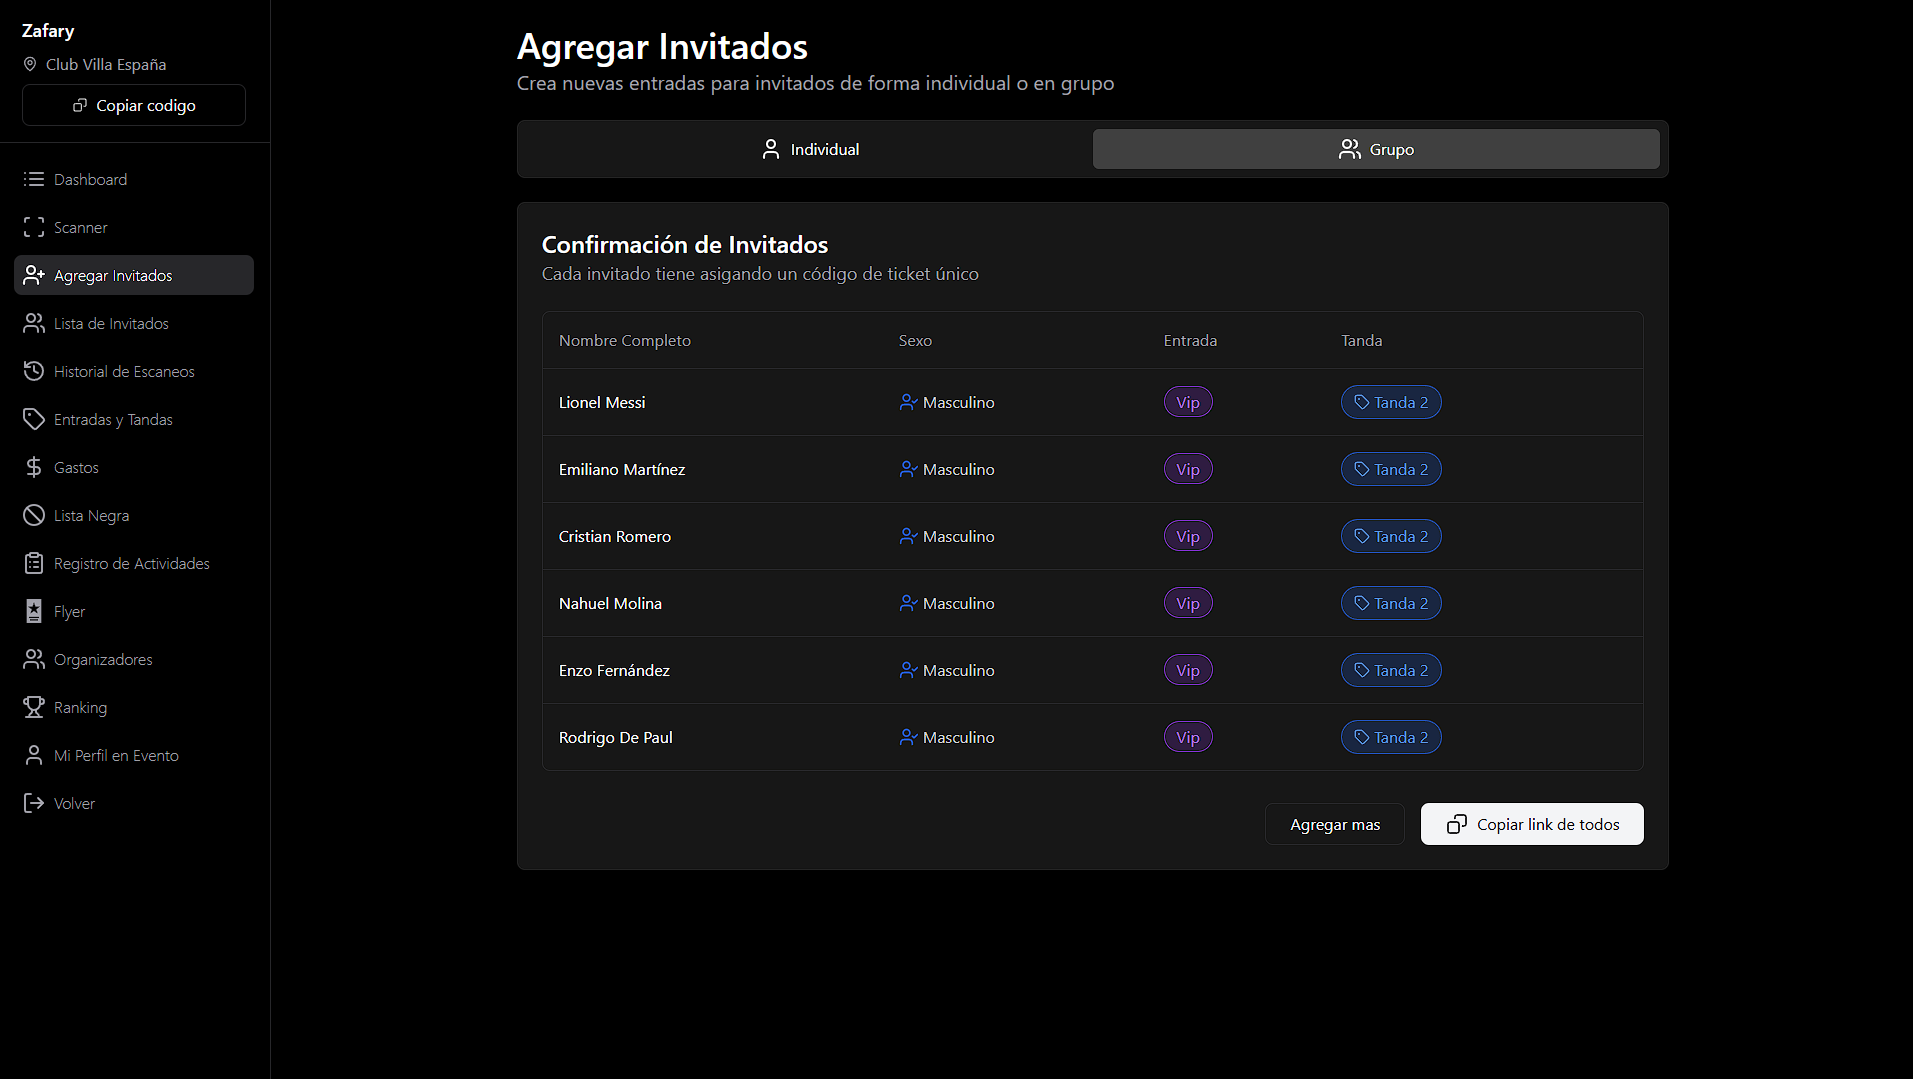 Zafary
Club Villa España
Copiar codigo
Dashboard
Scanner
Agregar Invitados
Lista de Invitados
Historial de Escaneos
Entradas y Tandas
Gastos
Lista Negra
Registro de Actividades
Flyer
Organizadores
Ranking
Mi Perfil en Evento
Volver
Agregar Invitados
Crea nuevas entradas para invitados de forma individual o en grupo
Individual Grupo
Confirmación de Invitados
Cada invitado tiene asigando un código de ticket único
Nombre Completo Sexo Entrada Tanda
Lionel Messi Masculino Vip Tanda 2
Emiliano Martínez Masculino Vip Tanda 2
Cristian Romero Masculino Vip Tanda 2
Nahuel Molina Masculino Vip Tanda 2
Enzo Fernández Masculino Vip Tanda 2
Rodrigo De Paul Masculino Vip Tanda 2
Agregar mas Copiar link de todos